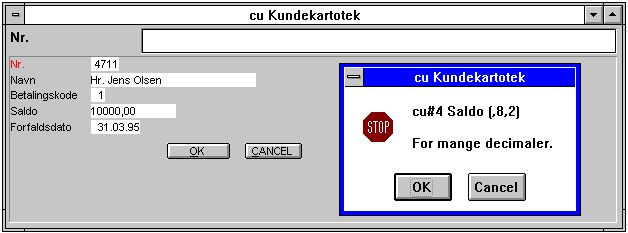 cu Kundekartotek
Nr.
Nr. 4711
Navn Hr. Jens Olsen
Betalingskode 1
Saldo 10000,00
Forfaldsdato 31.03.95
OK CANCEL
cu Kundekartotek
STOP
cu#4 Saldo (,8,2)
For mange decimaler.
OK Cancel